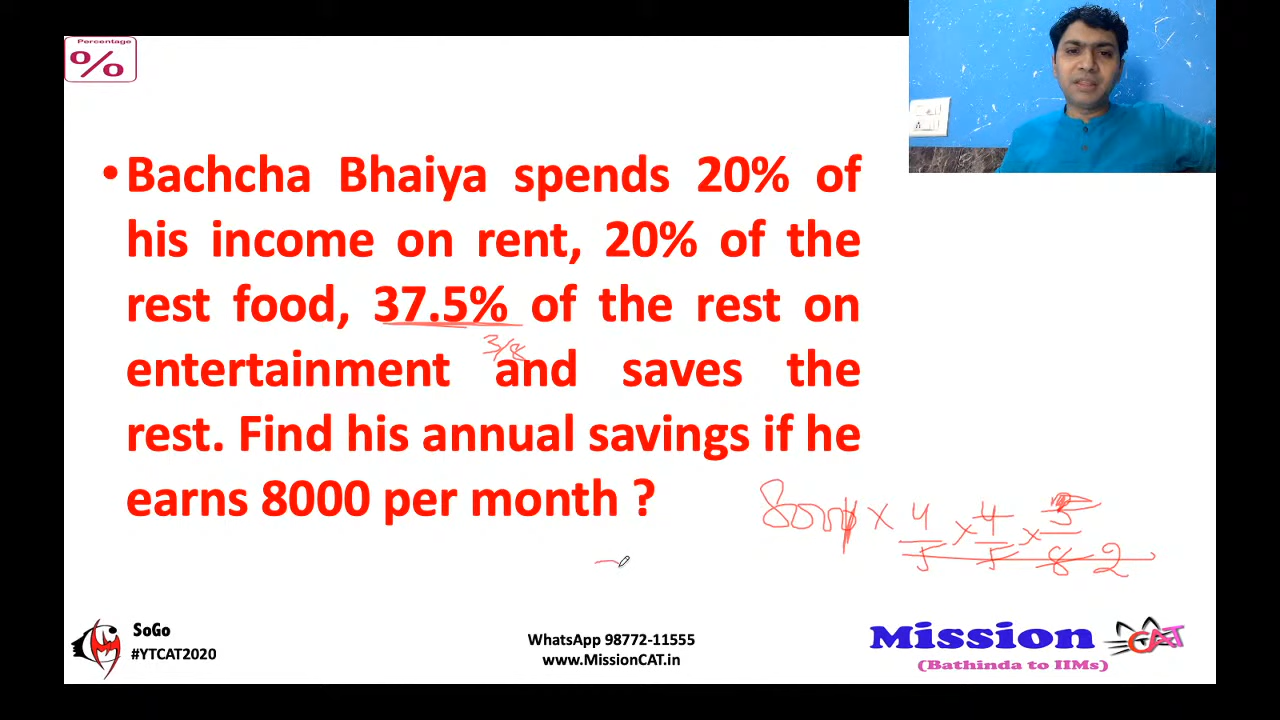 Percentage
%
• Bachcha Bhaiya spends 20% of
his income on rent, 20% of the
rest food, 37.5% of the rest on
3/8
entertainment and saves the
rest. Find his annual savings if he
earns 8000 per month ?
8000 × 4/5 × 4/5 × 5/8 2
SoGo
#YTCAT2020
WhatsApp 98772-11555
www.MissionCAT.in
Mission CAT
(Bathinda to IIMs)